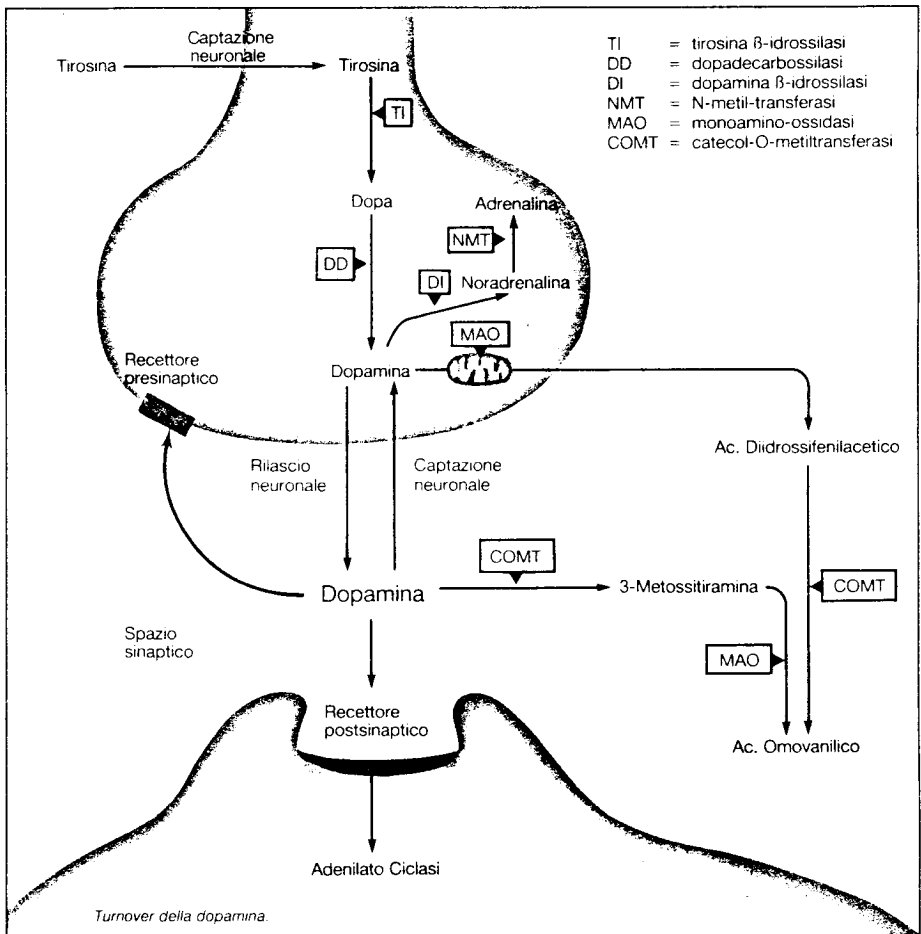 Captazione
neuronale
Tirosina
Tirosina
TI = tirosina ß-idrossilasi
DD = dopadecarbossilasi
DI = dopamina ß-idrossilasi
NMT = N-metil-transferasi
MAO = monoamino-ossidasi
COMT = catecol-O-metiltransferasi
TI
Dopa
Adrenalina
NMT
DD
DI
Noradrenalina
MAO
Recettore
presinaptico
Dopamina
Ac. Diidrossifenilacetico
Rilascio
neuronale
Captazione
neuronale
COMT
Dopamina
3-Metossitiramina
COMT
Spazio
sinaptico
MAO
Recettore
postsinaptico
Ac. Omovanilico
Adenilato Ciclasi
Turnover della dopamina.